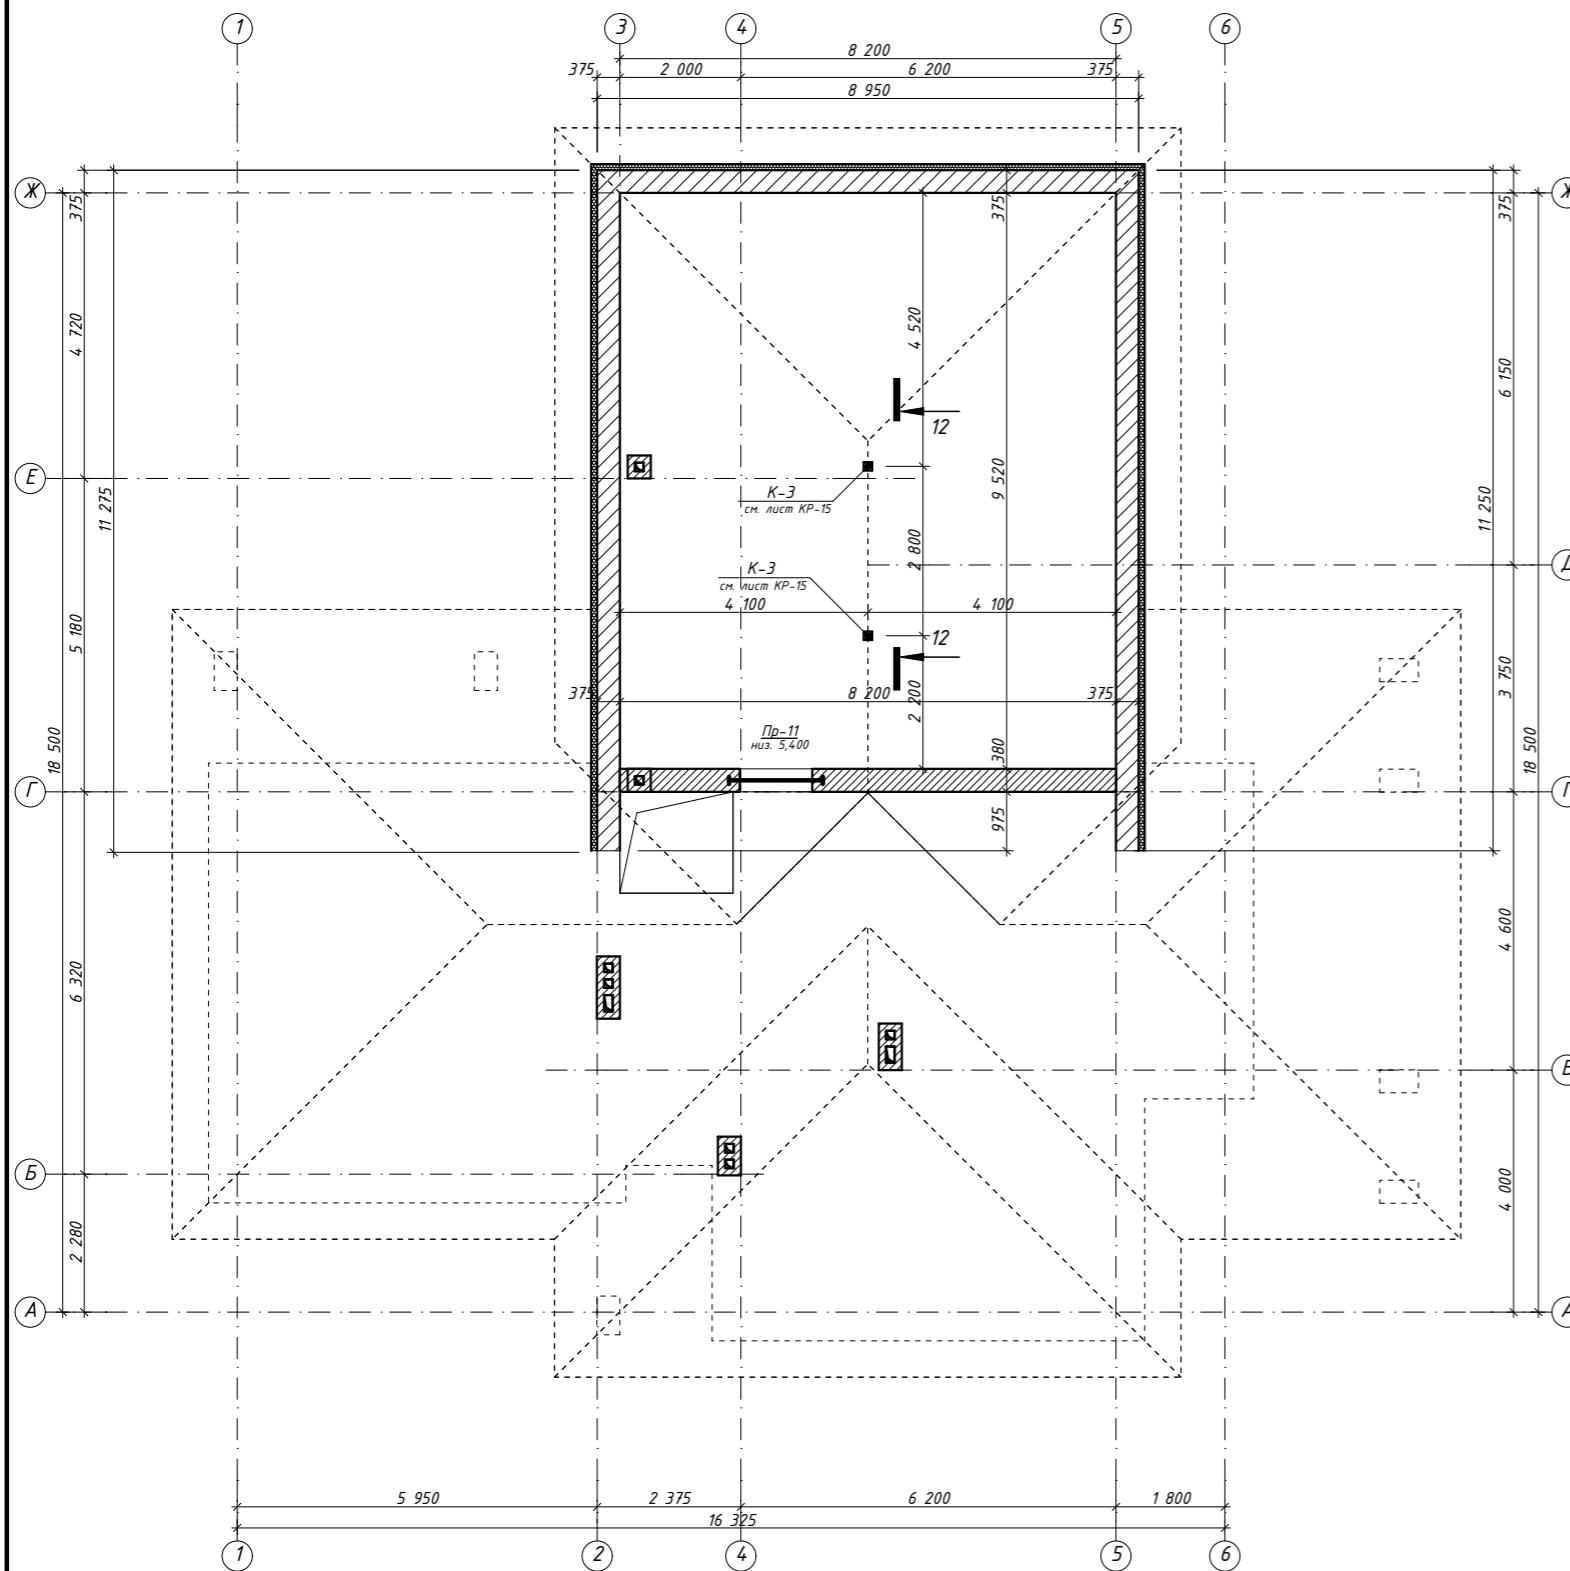 1 3 4 5 6
8 200
375 2 000 6 200 375
8 950
Ж Ж
375 375 375
4 720 4 520 6 150
12
Е
К-3
см. лист КР-15
11 275 9 520 11 250
2 800
Д
К-3
см. лист КР-15
4 100 4 100
5 180 12 3 750
375 8 200 375
2 200
Пр-11
низ. 5,400
18 500 380 18 500
Г Г
975
6 320 4 600
В
Б
2 280 4 000
А А
5 950 2 375 6 200 1 800
16 325
1 2 4 5 6